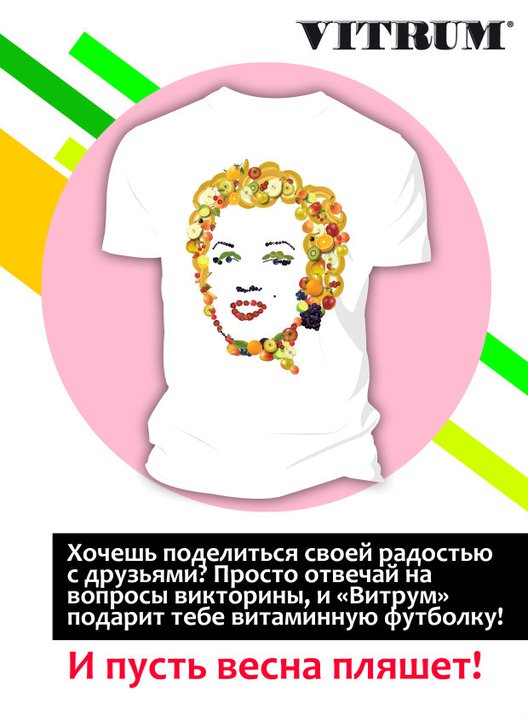 VITRUM®
Хочешь поделиться своей радостью
с друзьями? Просто отвечай на
вопросы викторины, и «Витрум»
подарит тебе витаминную футболку!
И пусть весна пляшет!